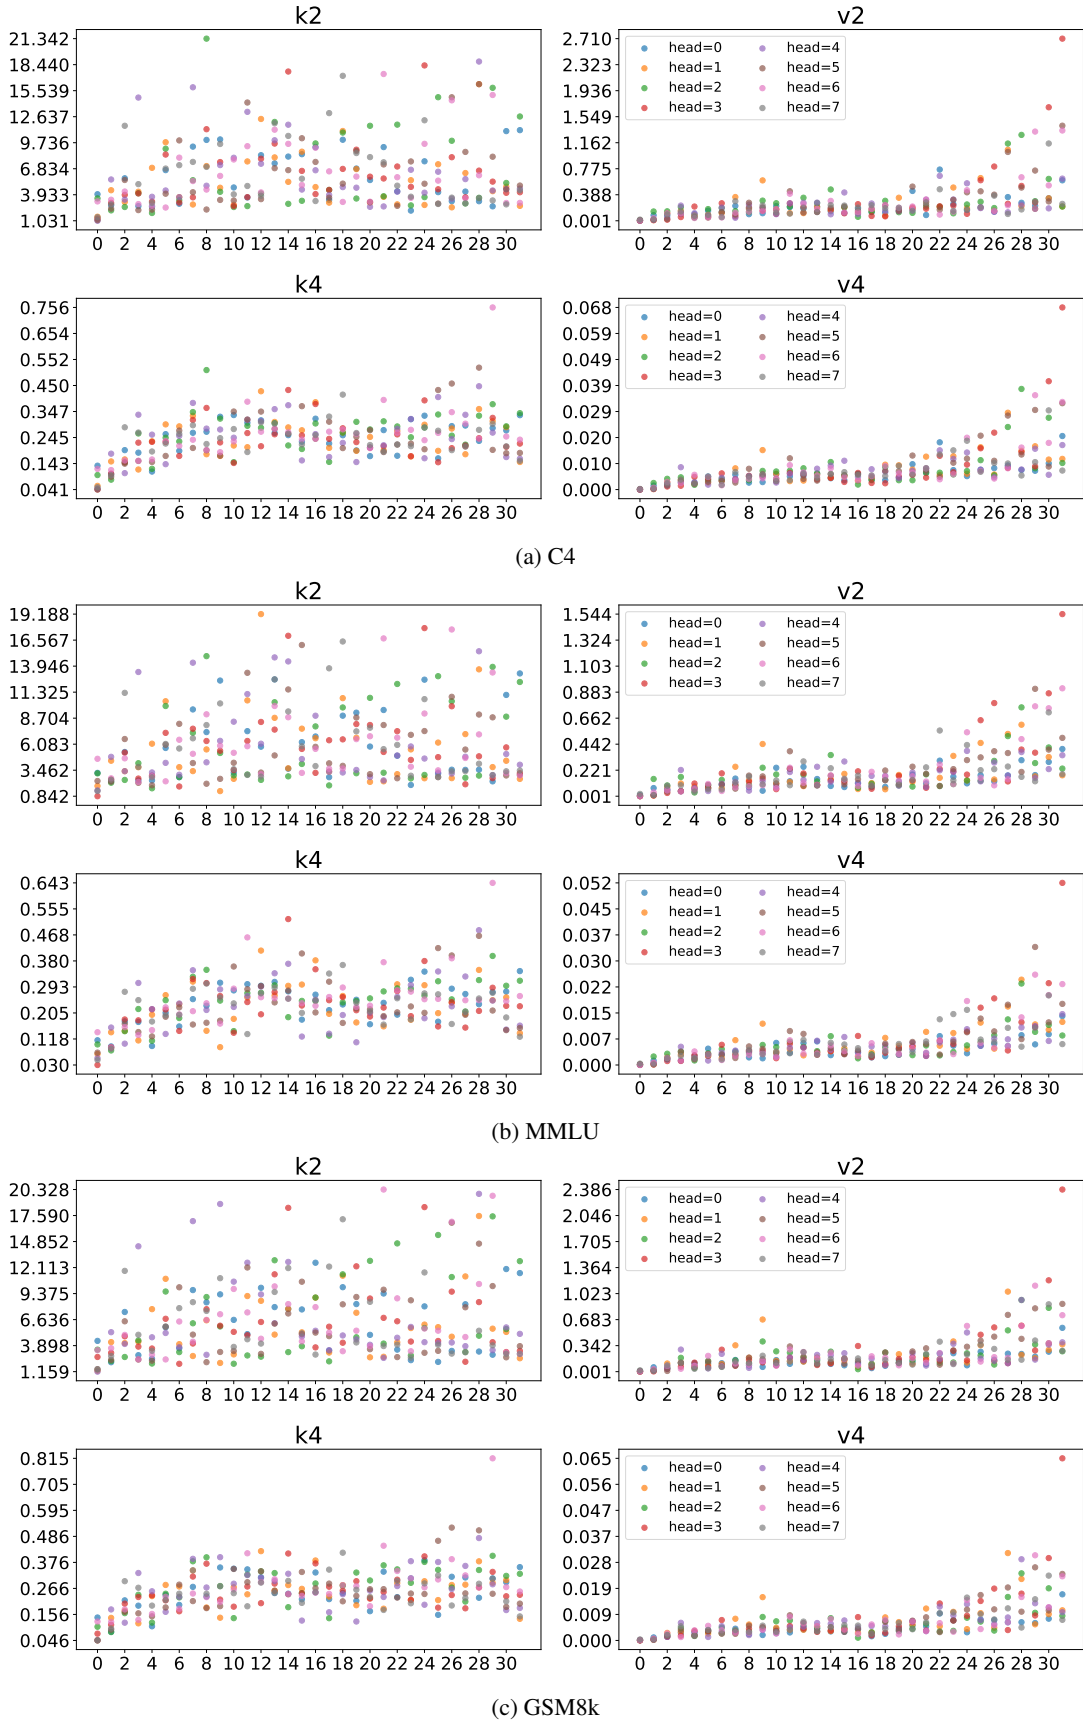 k2
v2
21.342
18.440
15.539
12.637
9.736
6.834
3.933
1.031
0 2 4 6 8 10 12 14 16 18 20 22 24 26 28 30
2.710
2.323
1.936
1.549
1.162
0.775
0.388
0.001
0 2 4 6 8 10 12 14 16 18 20 22 24 26 28 30
head=0 head=4
head=1 head=5
head=2 head=6
head=3 head=7
k4
v4
0.756
0.654
0.552
0.450
0.347
0.245
0.143
0.041
0 2 4 6 8 10 12 14 16 18 20 22 24 26 28 30
0.068
0.059
0.049
0.039
0.029
0.020
0.010
0.000
0 2 4 6 8 10 12 14 16 18 20 22 24 26 28 30
head=0 head=4
head=1 head=5
head=2 head=6
head=3 head=7
(a) C4
k2
v2
19.188
16.567
13.946
11.325
8.704
6.083
3.462
0.842
0 2 4 6 8 10 12 14 16 18 20 22 24 26 28 30
1.544
1.324
1.103
0.883
0.662
0.442
0.221
0.001
0 2 4 6 8 10 12 14 16 18 20 22 24 26 28 30
head=0 head=4
head=1 head=5
head=2 head=6
head=3 head=7
k4
v4
0.643
0.555
0.468
0.380
0.293
0.205
0.118
0.030
0 2 4 6 8 10 12 14 16 18 20 22 24 26 28 30
0.052
0.045
0.037
0.030
0.022
0.015
0.007
0.000
0 2 4 6 8 10 12 14 16 18 20 22 24 26 28 30
head=0 head=4
head=1 head=5
head=2 head=6
head=3 head=7
(b) MMLU
k2
v2
20.328
17.590
14.852
12.113
9.375
6.636
3.898
1.159
0 2 4 6 8 10 12 14 16 18 20 22 24 26 28 30
2.386
2.046
1.705
1.364
1.023
0.683
0.342
0.001
0 2 4 6 8 10 12 14 16 18 20 22 24 26 28 30
head=0 head=4
head=1 head=5
head=2 head=6
head=3 head=7
k4
v4
0.815
0.705
0.595
0.486
0.376
0.266
0.156
0.046
0 2 4 6 8 10 12 14 16 18 20 22 24 26 28 30
0.065
0.056
0.047
0.037
0.028
0.019
0.009
0.000
0 2 4 6 8 10 12 14 16 18 20 22 24 26 28 30
head=0 head=4
head=1 head=5
head=2 head=6
head=3 head=7
(c) GSM8k